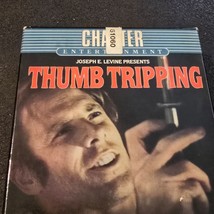 CHARTER
ENTERTAINMENT
JOSEPH E. LEVINE PRESENTS
THUMB TRIPPING